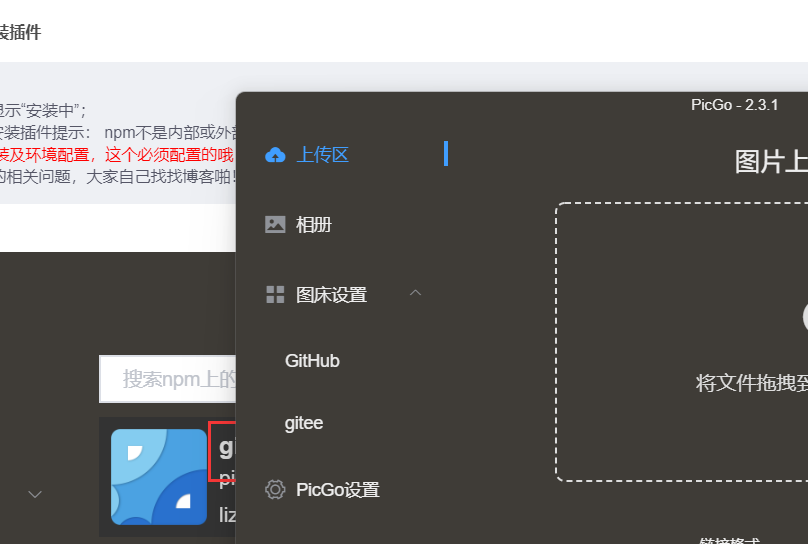 装插件
显示“安装中”；
安装插件提示： npm不是内部或外部
装及环境配置，这个必须配置的哦
的相关问题，大家自己找找博客啦！
搜索npm上的
gi
pi
liz
PicGo - 2.3.1
上传区
相册
图床设置
GitHub
gitee
PicGo设置
图片上
将文件拖拽到
链接格式